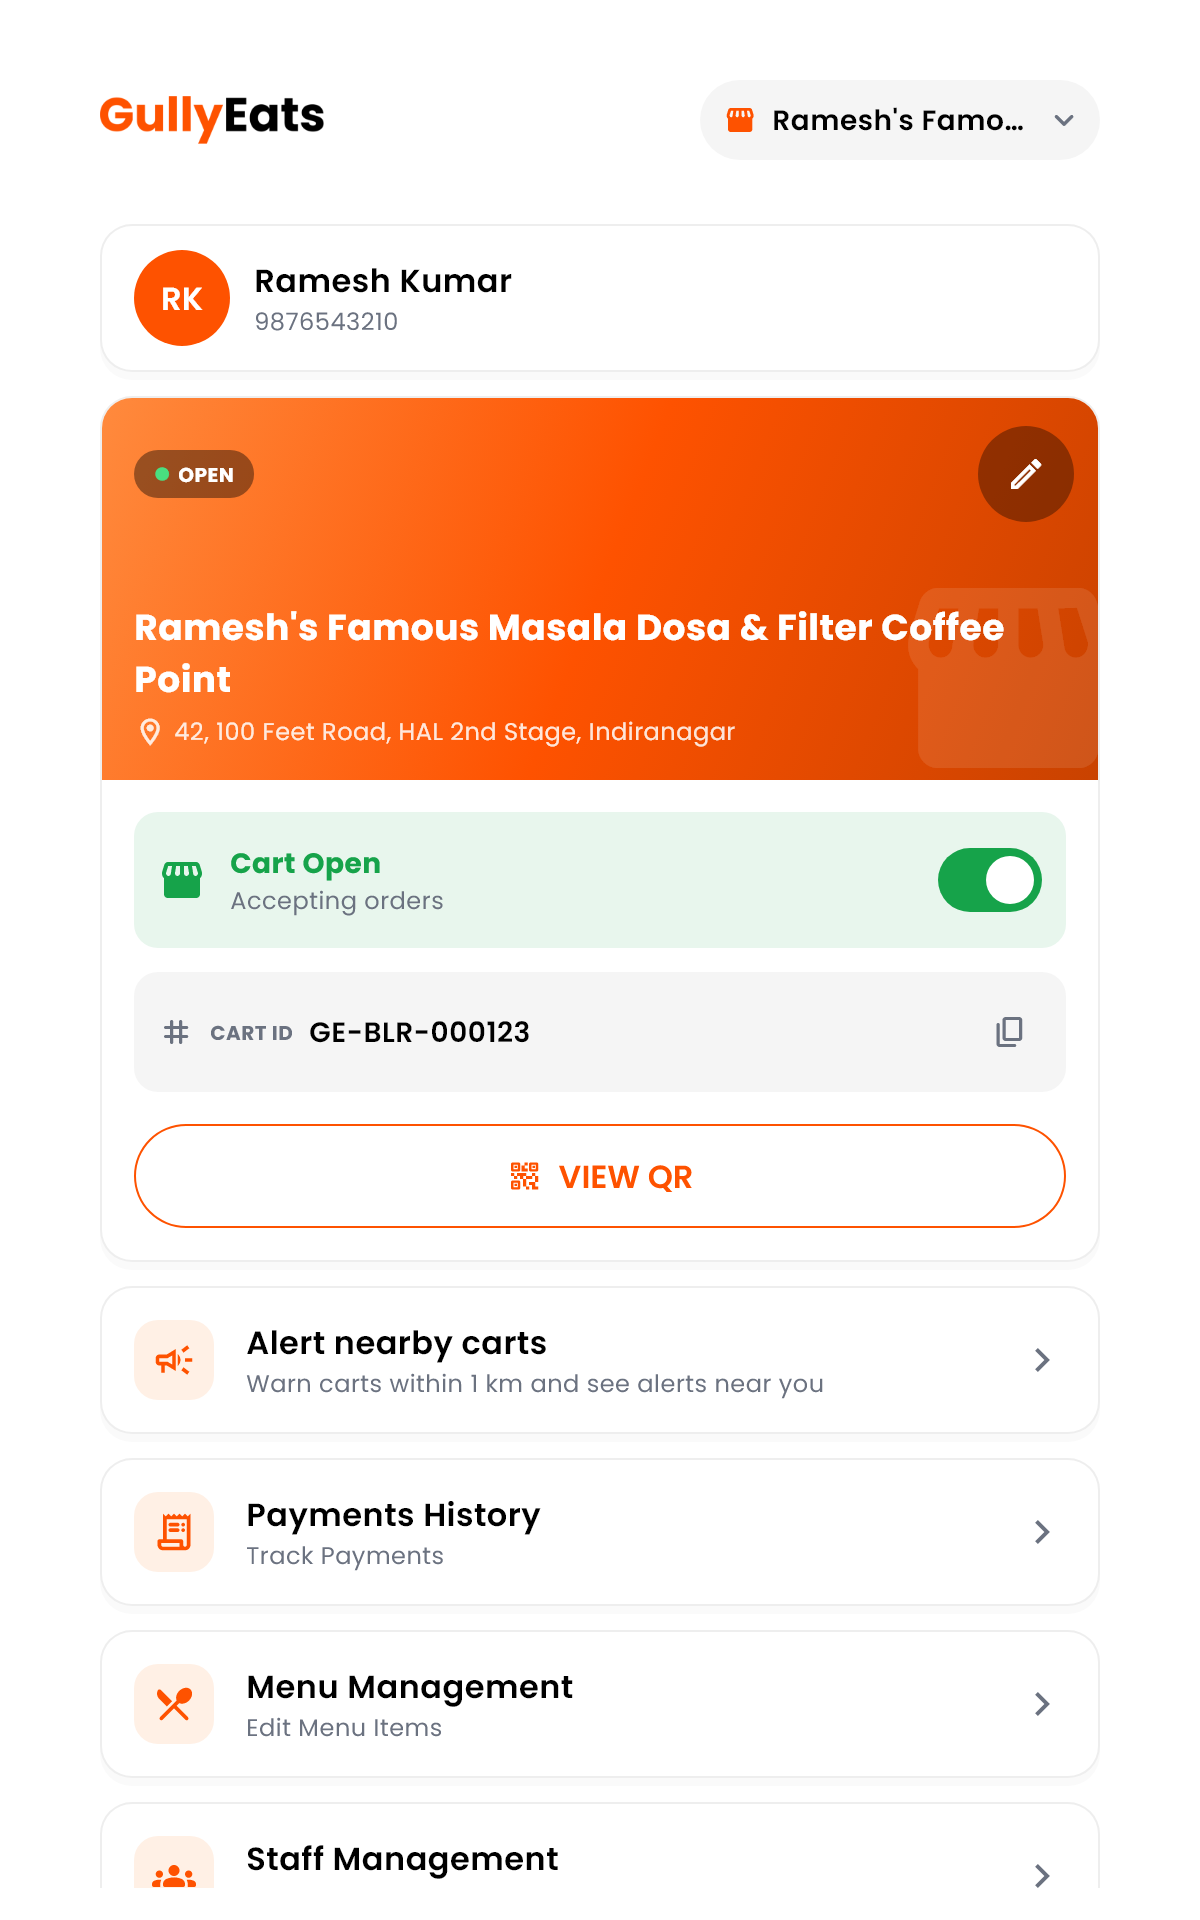 GullyEats
Ramesh's Famo...
RK
Ramesh Kumar
9876543210
OPEN
Ramesh's Famous Masala Dosa & Filter Coffee
Point
42, 100 Feet Road, HAL 2nd Stage, Indiranagar
Cart Open
Accepting orders
CART ID GE-BLR-000123
VIEW QR
Alert nearby carts
Warn carts within 1 km and see alerts near you
Payments History
Track Payments
Menu Management
Edit Menu Items
Staff Management